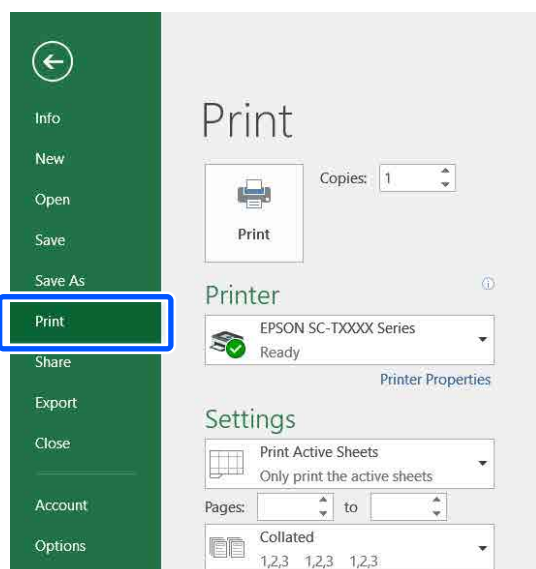 Info
New
Open
Save
Save As
Print
Share
Export
Close
Account
Options
Print
Copies: 1
Print
Printer
EPSON SC-TXXXX Series
Ready
Printer Properties
Settings
Print Active Sheets
Only print the active sheets
Pages: to
Collated
1,2,3 1,2,3 1,2,3